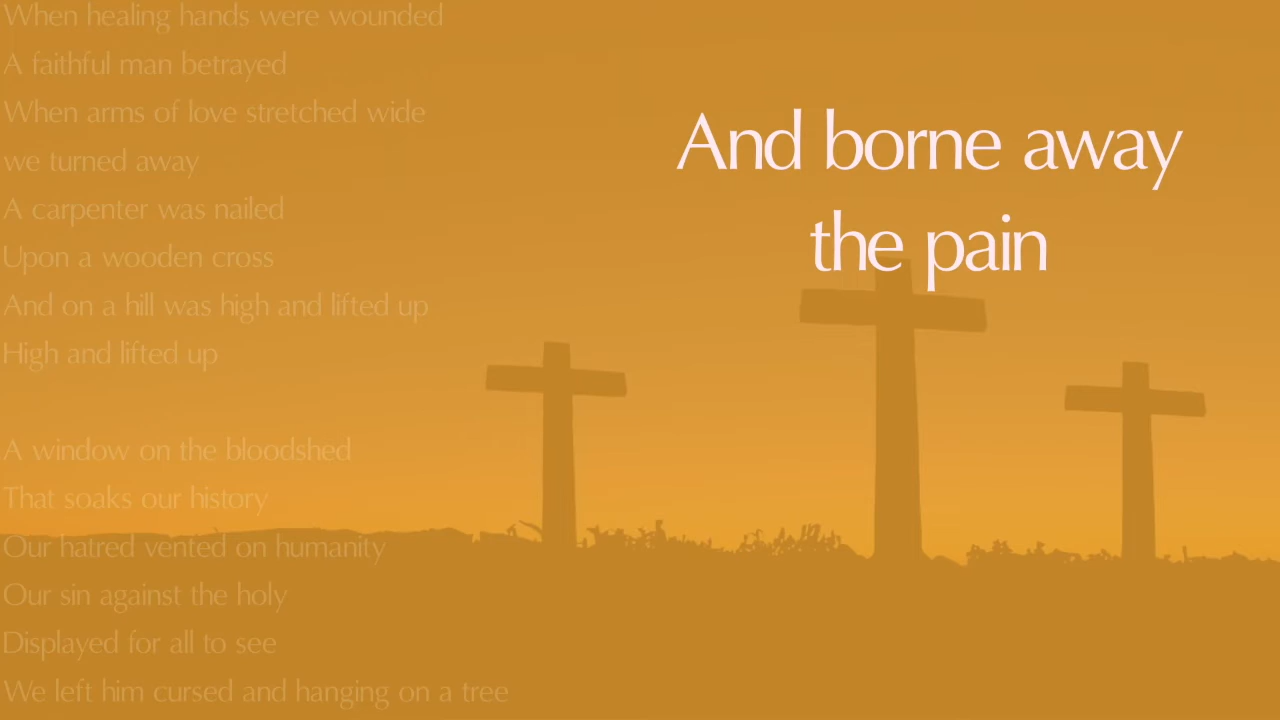 When healing hands were wounded
A faithful man betrayed
When arms of love stretched wide
we turned away
A carpenter was nailed
Upon a wooden cross
And on a hill was high and lifted up
High and lifted up
A window on the bloodshed
That soaks our history
Our hatred vented on humanity
Our sin against the holy
Displayed for all to see
We left him cursed and hanging on a tree
And borne away
the pain